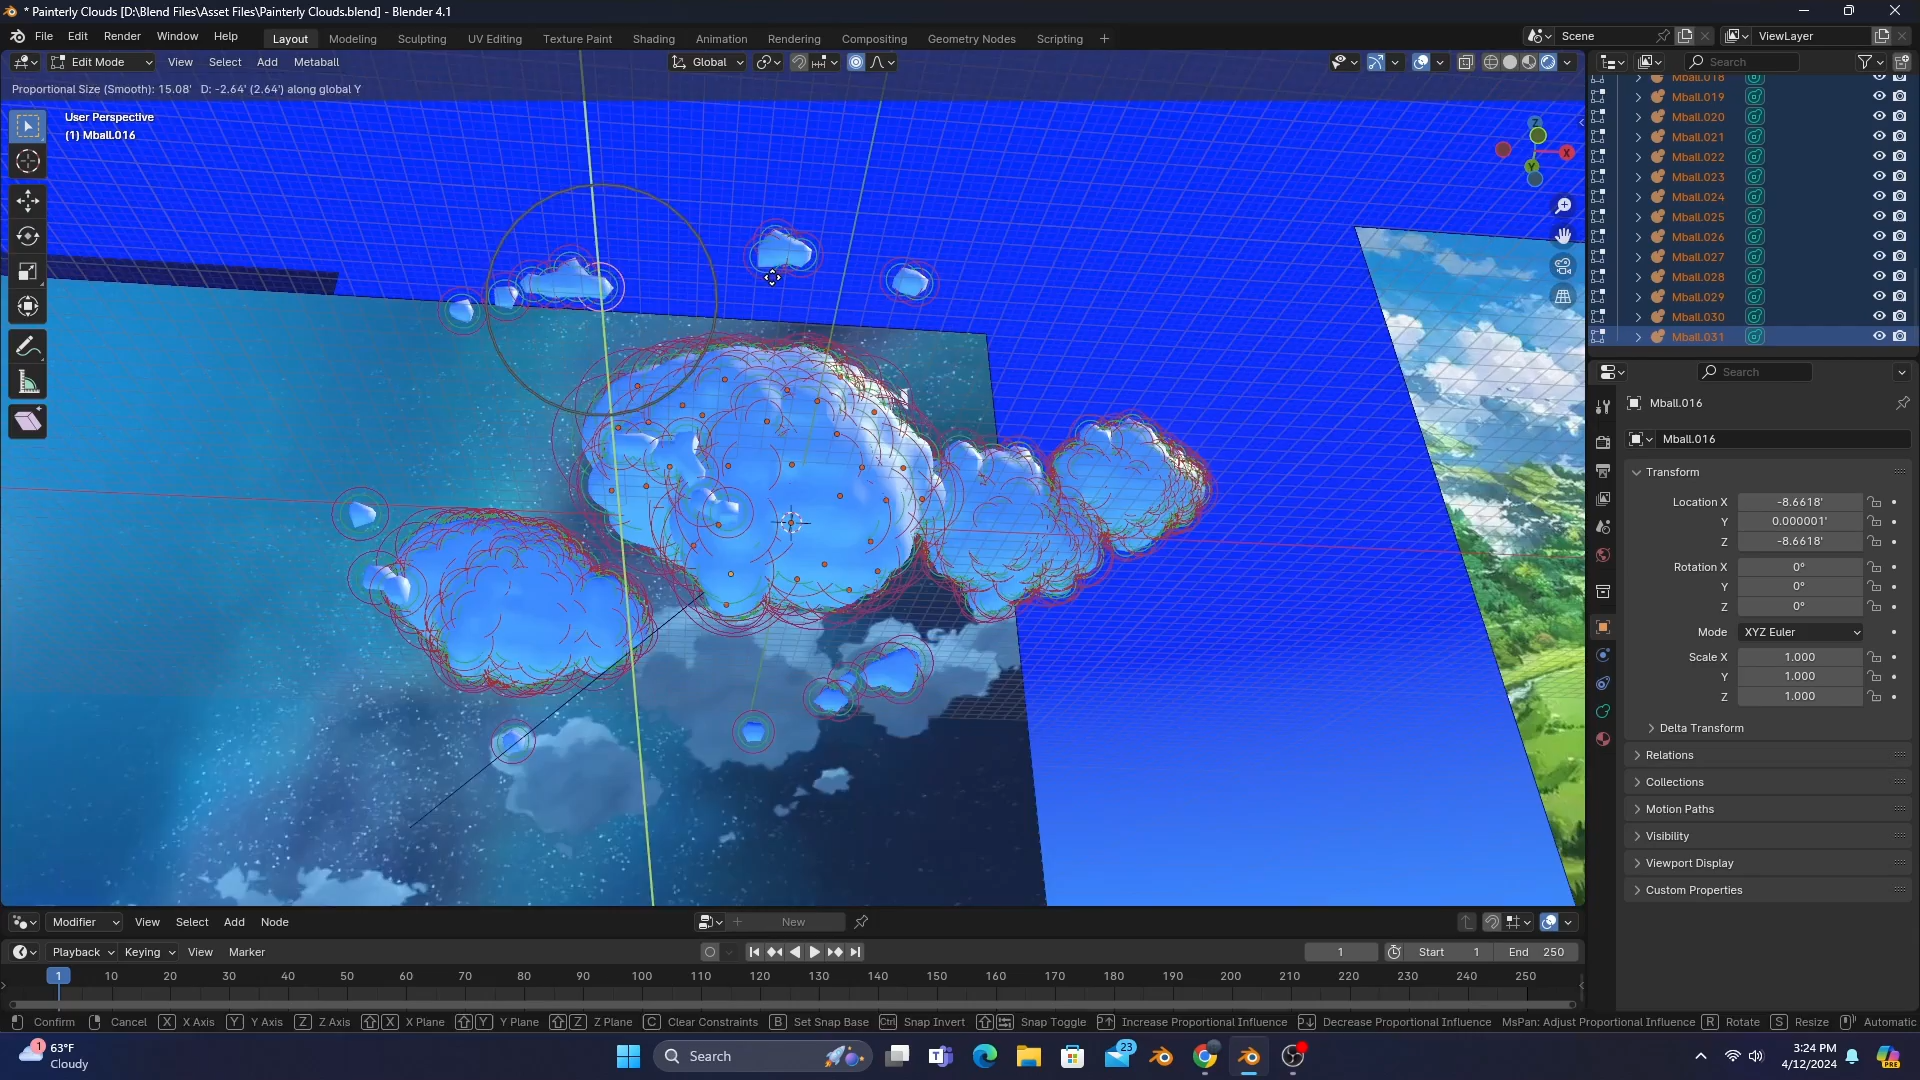 * Painterly Clouds [D:\Blend Files\Asset Files\Painterly Clouds.blend] - Blender 4.1
File Edit Render Window Help Layout Modeling Sculpting UV Editing Texture Paint Shading Animation Rendering Compositing Geometry Nodes Scripting + Scene ViewLayer
Edit Mode View Select Add Metaball Global Search
Proportional Size (Smooth): 15.08' D: -2.64' (2.64') along global Y
User Perspective
(1) Mball.016
Z
X
Y
Mball.018
Mball.019
Mball.020
Mball.021
Mball.022
Mball.023
Mball.024
Mball.025
Mball.026
Mball.027
Mball.028
Mball.029
Mball.030
Mball.031
Search
Mball.016
Mball.016
Transform
Location X -8.6618'
Y 0.000001'
Z -8.6618'
Rotation X 0°
Y 0°
Z 0°
Mode XYZ Euler
Scale X 1.000
Y 1.000
Z 1.000
Delta Transform
Relations
Collections
Motion Paths
Visibility
Viewport Display
Custom Properties
Modifier View Select Add Node + New
Playback Keying View Marker 1 Start 1 End 250
1 10 20 30 40 50 60 70 80 90 100 110 120 130 140 150 160 170 180 190 200 210 220 230 240 250
Confirm Cancel X X Axis Y Y Axis Z Z Axis X X Plane Y Y Plane Z Z Plane C Clear Constraints B Set Snap Base Ctrl Snap Invert Snap Toggle Increase Proportional Influence Decrease Proportional Influence MsPan: Adjust Proportional Influence R Rotate S Resize Automatic
1 63°F
Cloudy
Search
23
3:24 PM
4/12/2024
PRE